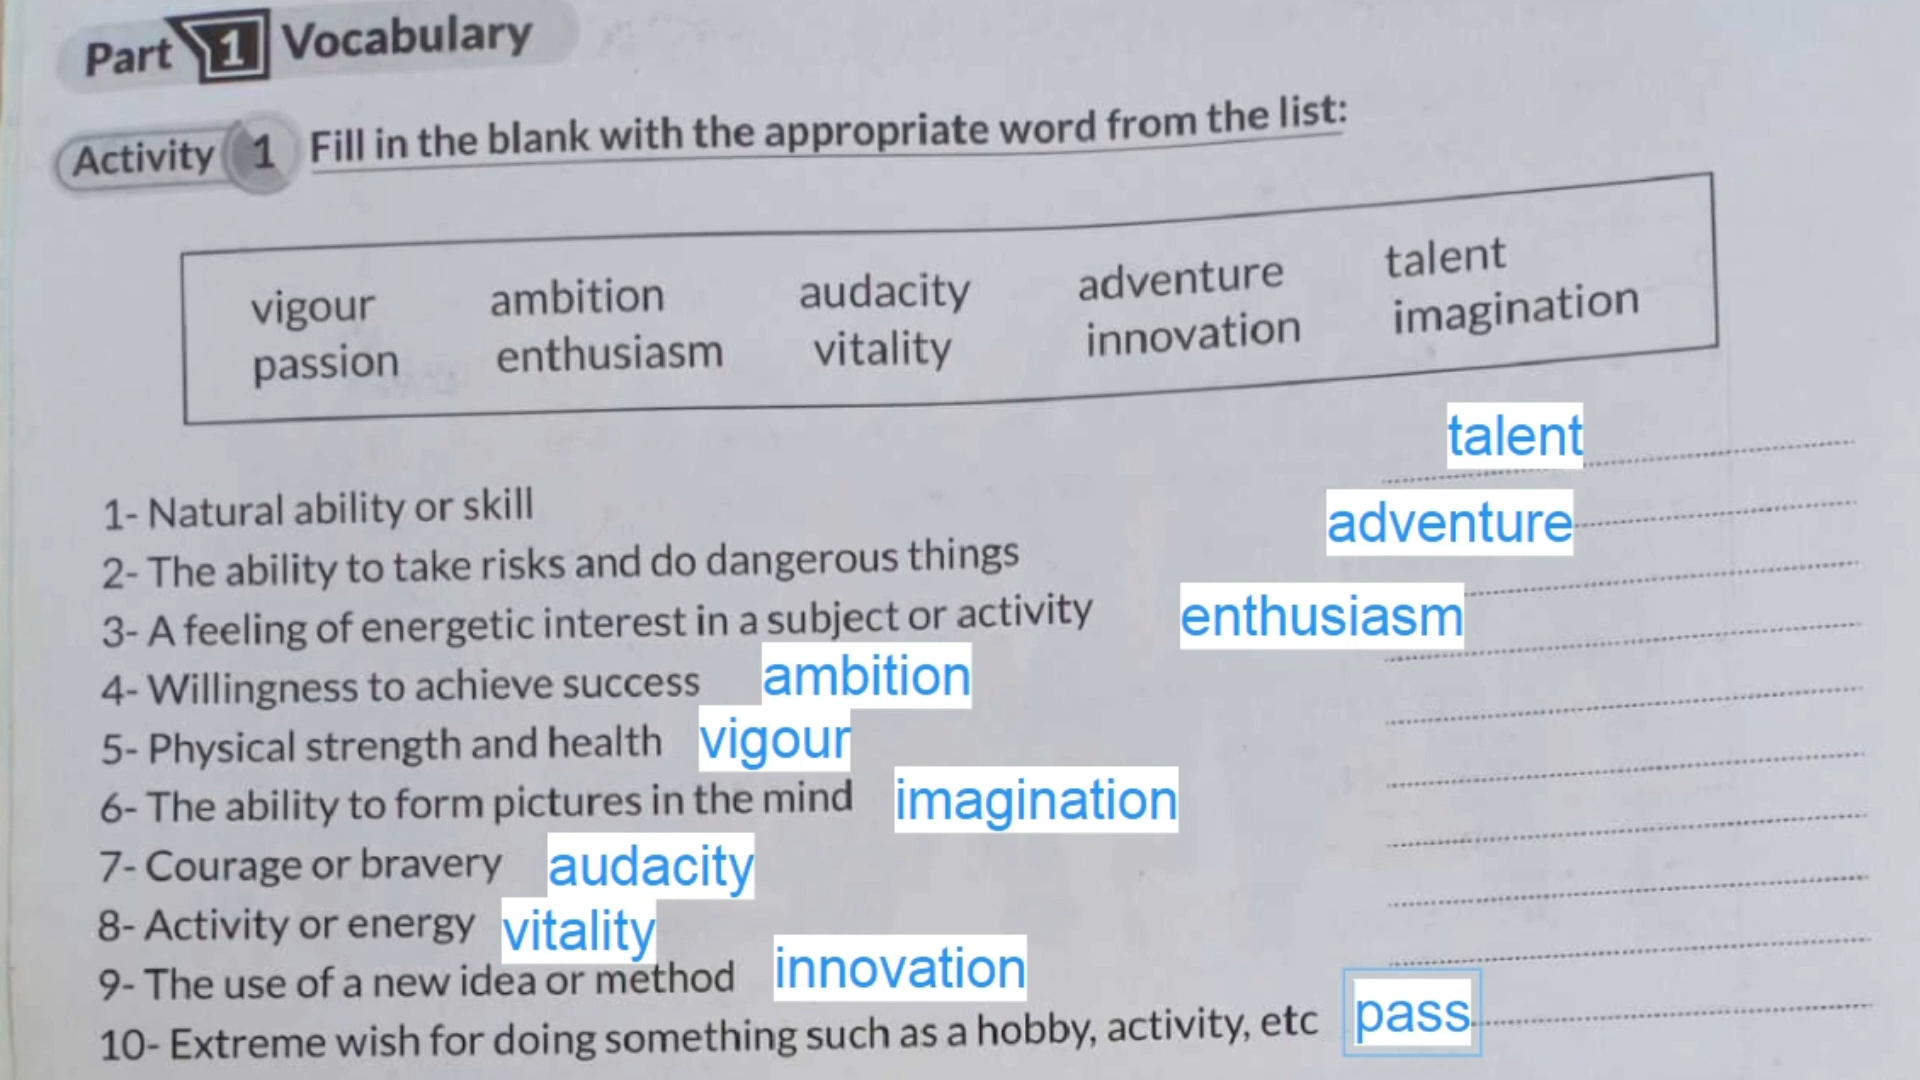 Part 1 Vocabulary
Activity 1 Fill in the blank with the appropriate word from the list:
vigour ambition audacity adventure talent
passion enthusiasm vitality innovation imagination
1- Natural ability or skill talent
2- The ability to take risks and do dangerous things adventure
3- A feeling of energetic interest in a subject or activity enthusiasm
4- Willingness to achieve success ambition
5- Physical strength and health vigour
6- The ability to form pictures in the mind imagination
7- Courage or bravery audacity
8- Activity or energy vitality
9- The use of a new idea or method innovation
10- Extreme wish for doing something such as a hobby, activity, etc pass